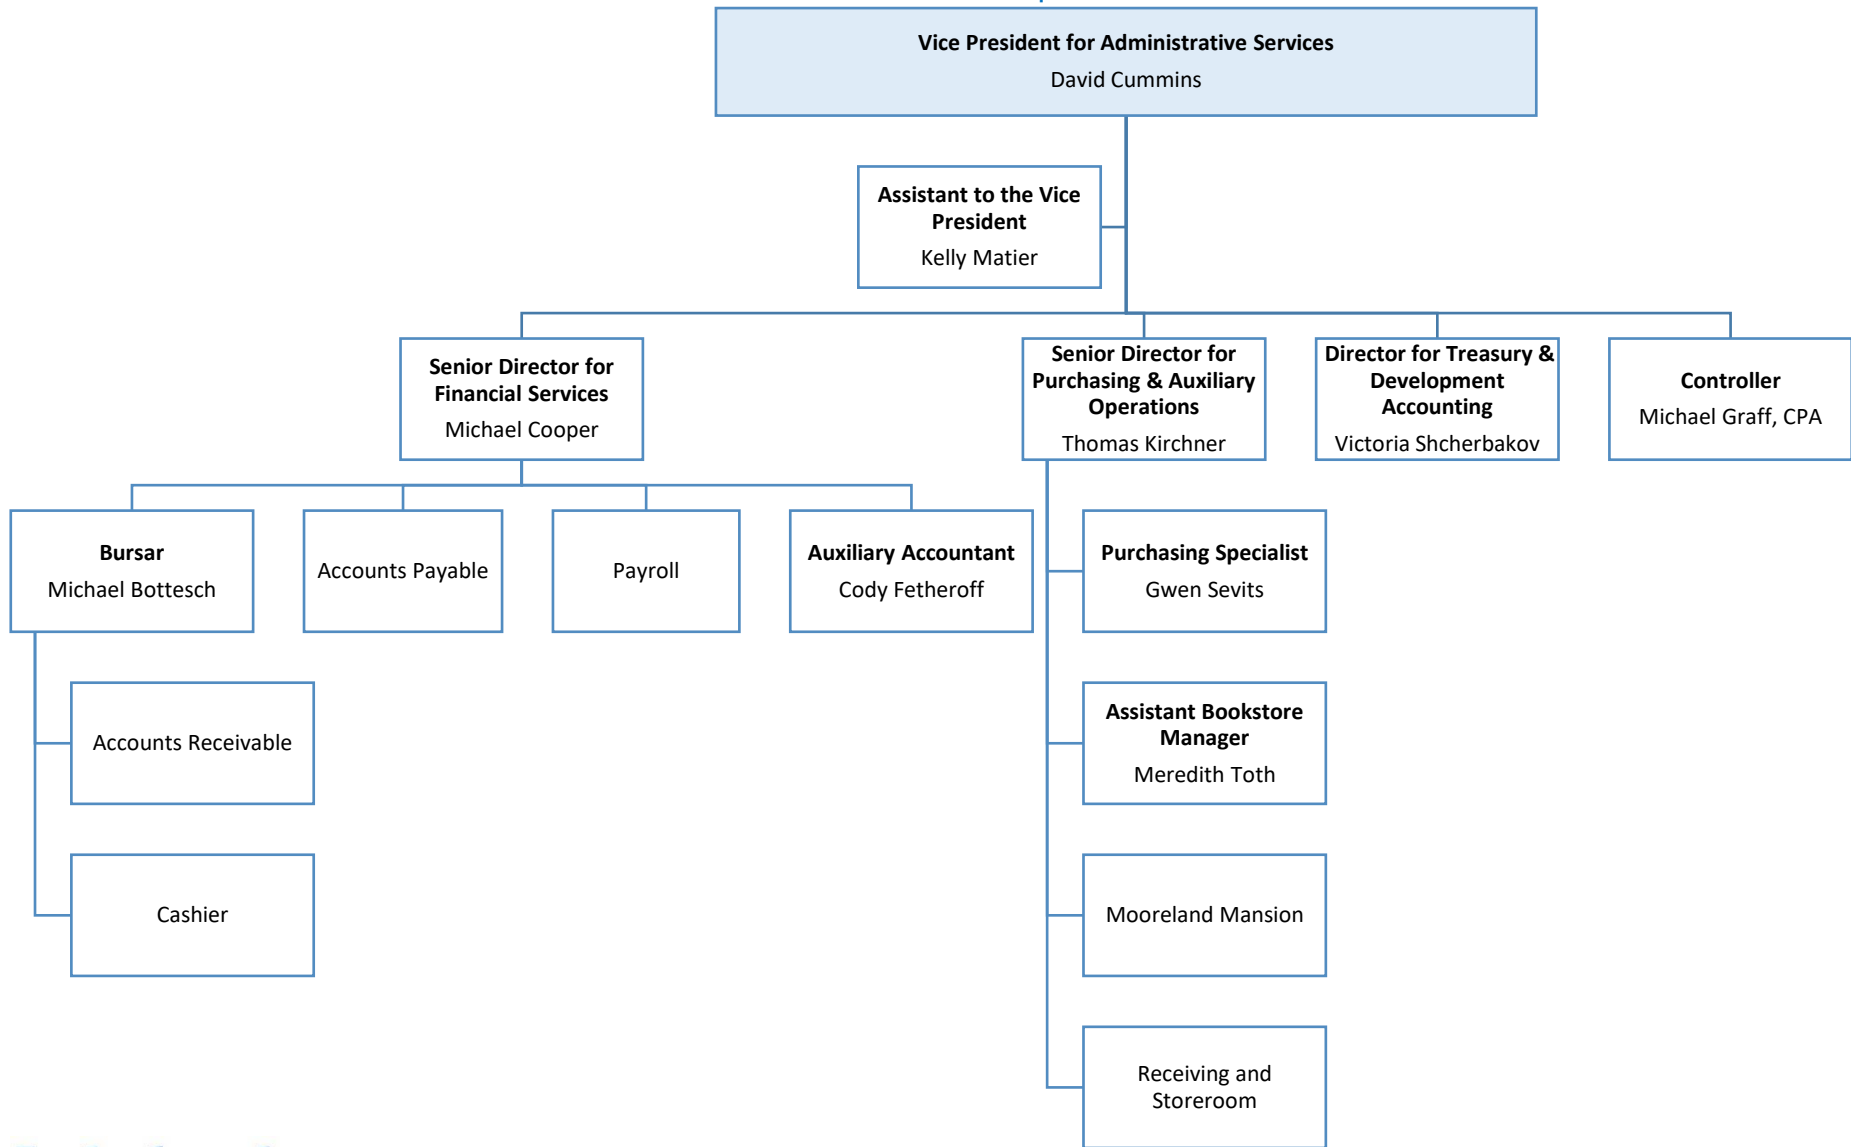 Vice President for Administrative Services
David Cummins
Assistant to the Vice
President
Kelly Matier
Senior Director for
Financial Services
Michael Cooper
Senior Director for
Purchasing & Auxiliary
Operations
Thomas Kirchner
Director for Treasury &
Development
Accounting
Victoria Shcherbakov
Controller
Michael Graff, CPA
Bursar
Michael Bottesch
Accounts Payable
Payroll
Auxiliary Accountant
Cody Fetheroff
Purchasing Specialist
Gwen Sevits
Accounts Receivable
Assistant Bookstore
Manager
Meredith Toth
Cashier
Mooreland Mansion
Receiving and
Storeroom